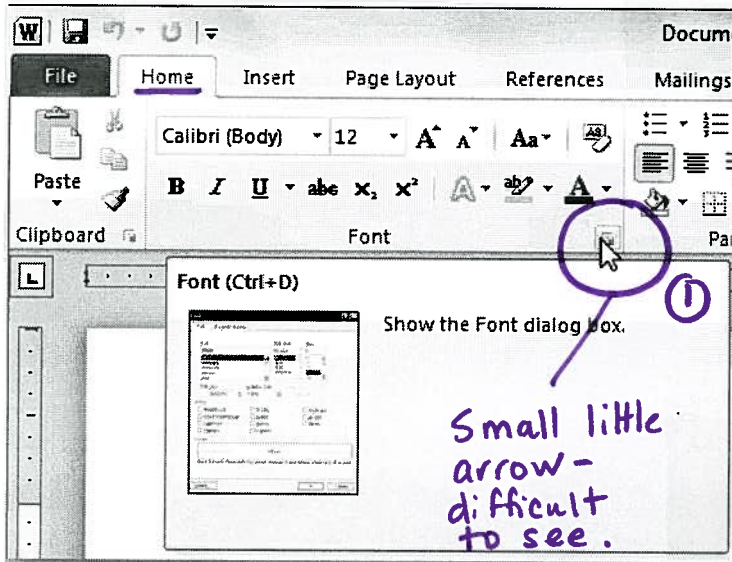 W
Docum
File Home Insert Page Layout References Mailings
Calibri (Body) 12 A A Aa
Paste
B I U abc x₂ x² A ab A
Clipboard Font Pa
L
Font (Ctrl+D)
Show the Font dialog box.
①
Small little
arrow-
difficult
to see.